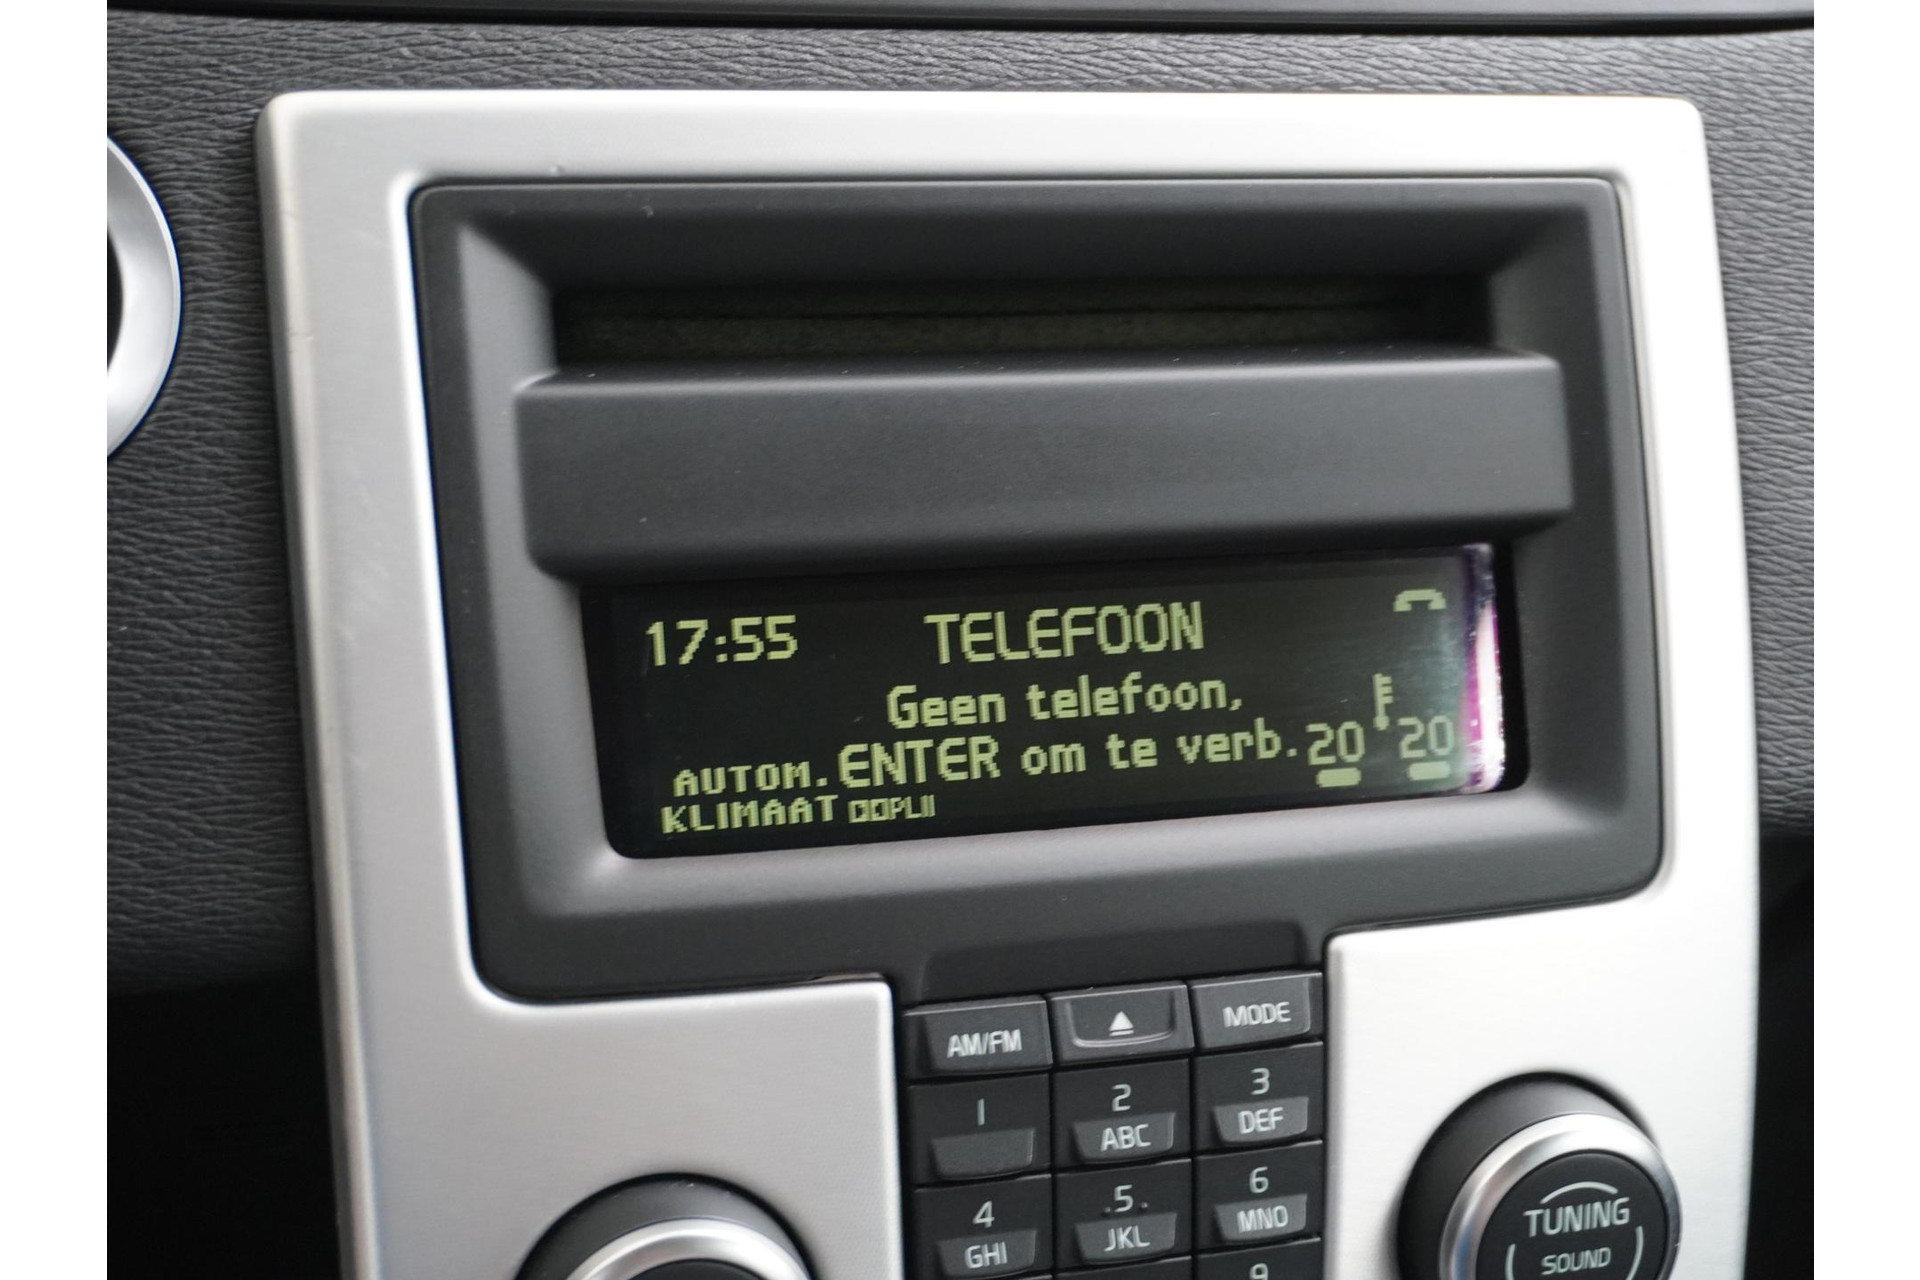 17:55 TELEFOON
Geen telefoon,
AUTOM. ENTER om te verb. 20 20
KLIMAAT
AM/FM MODE
1 2 3
ABC DEF
4 .5. 6
GHI JKL MNO
9
TUNING
SOUND